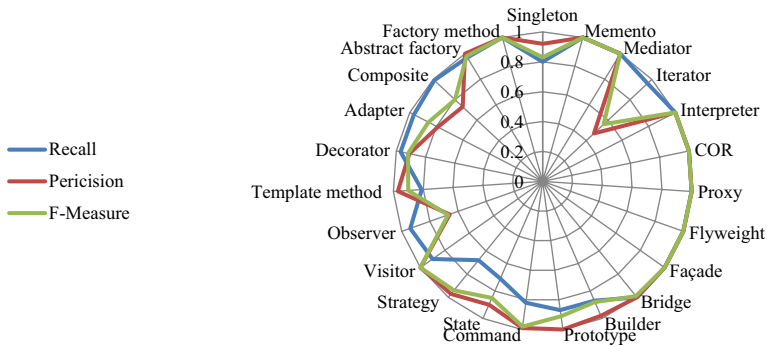 Recall
Pericision
F-Measure
Singleton
Memento
Mediator
Iterator
Interpreter
COR
Proxy
Flyweight
Façade
Bridge
Builder
Prototype
Command
State
Strategy
Visitor
Observer
Template method
Decorator
Adapter
Composite
Abstract factory
Factory method
1
0.8
0.6
0.4
0.2
0